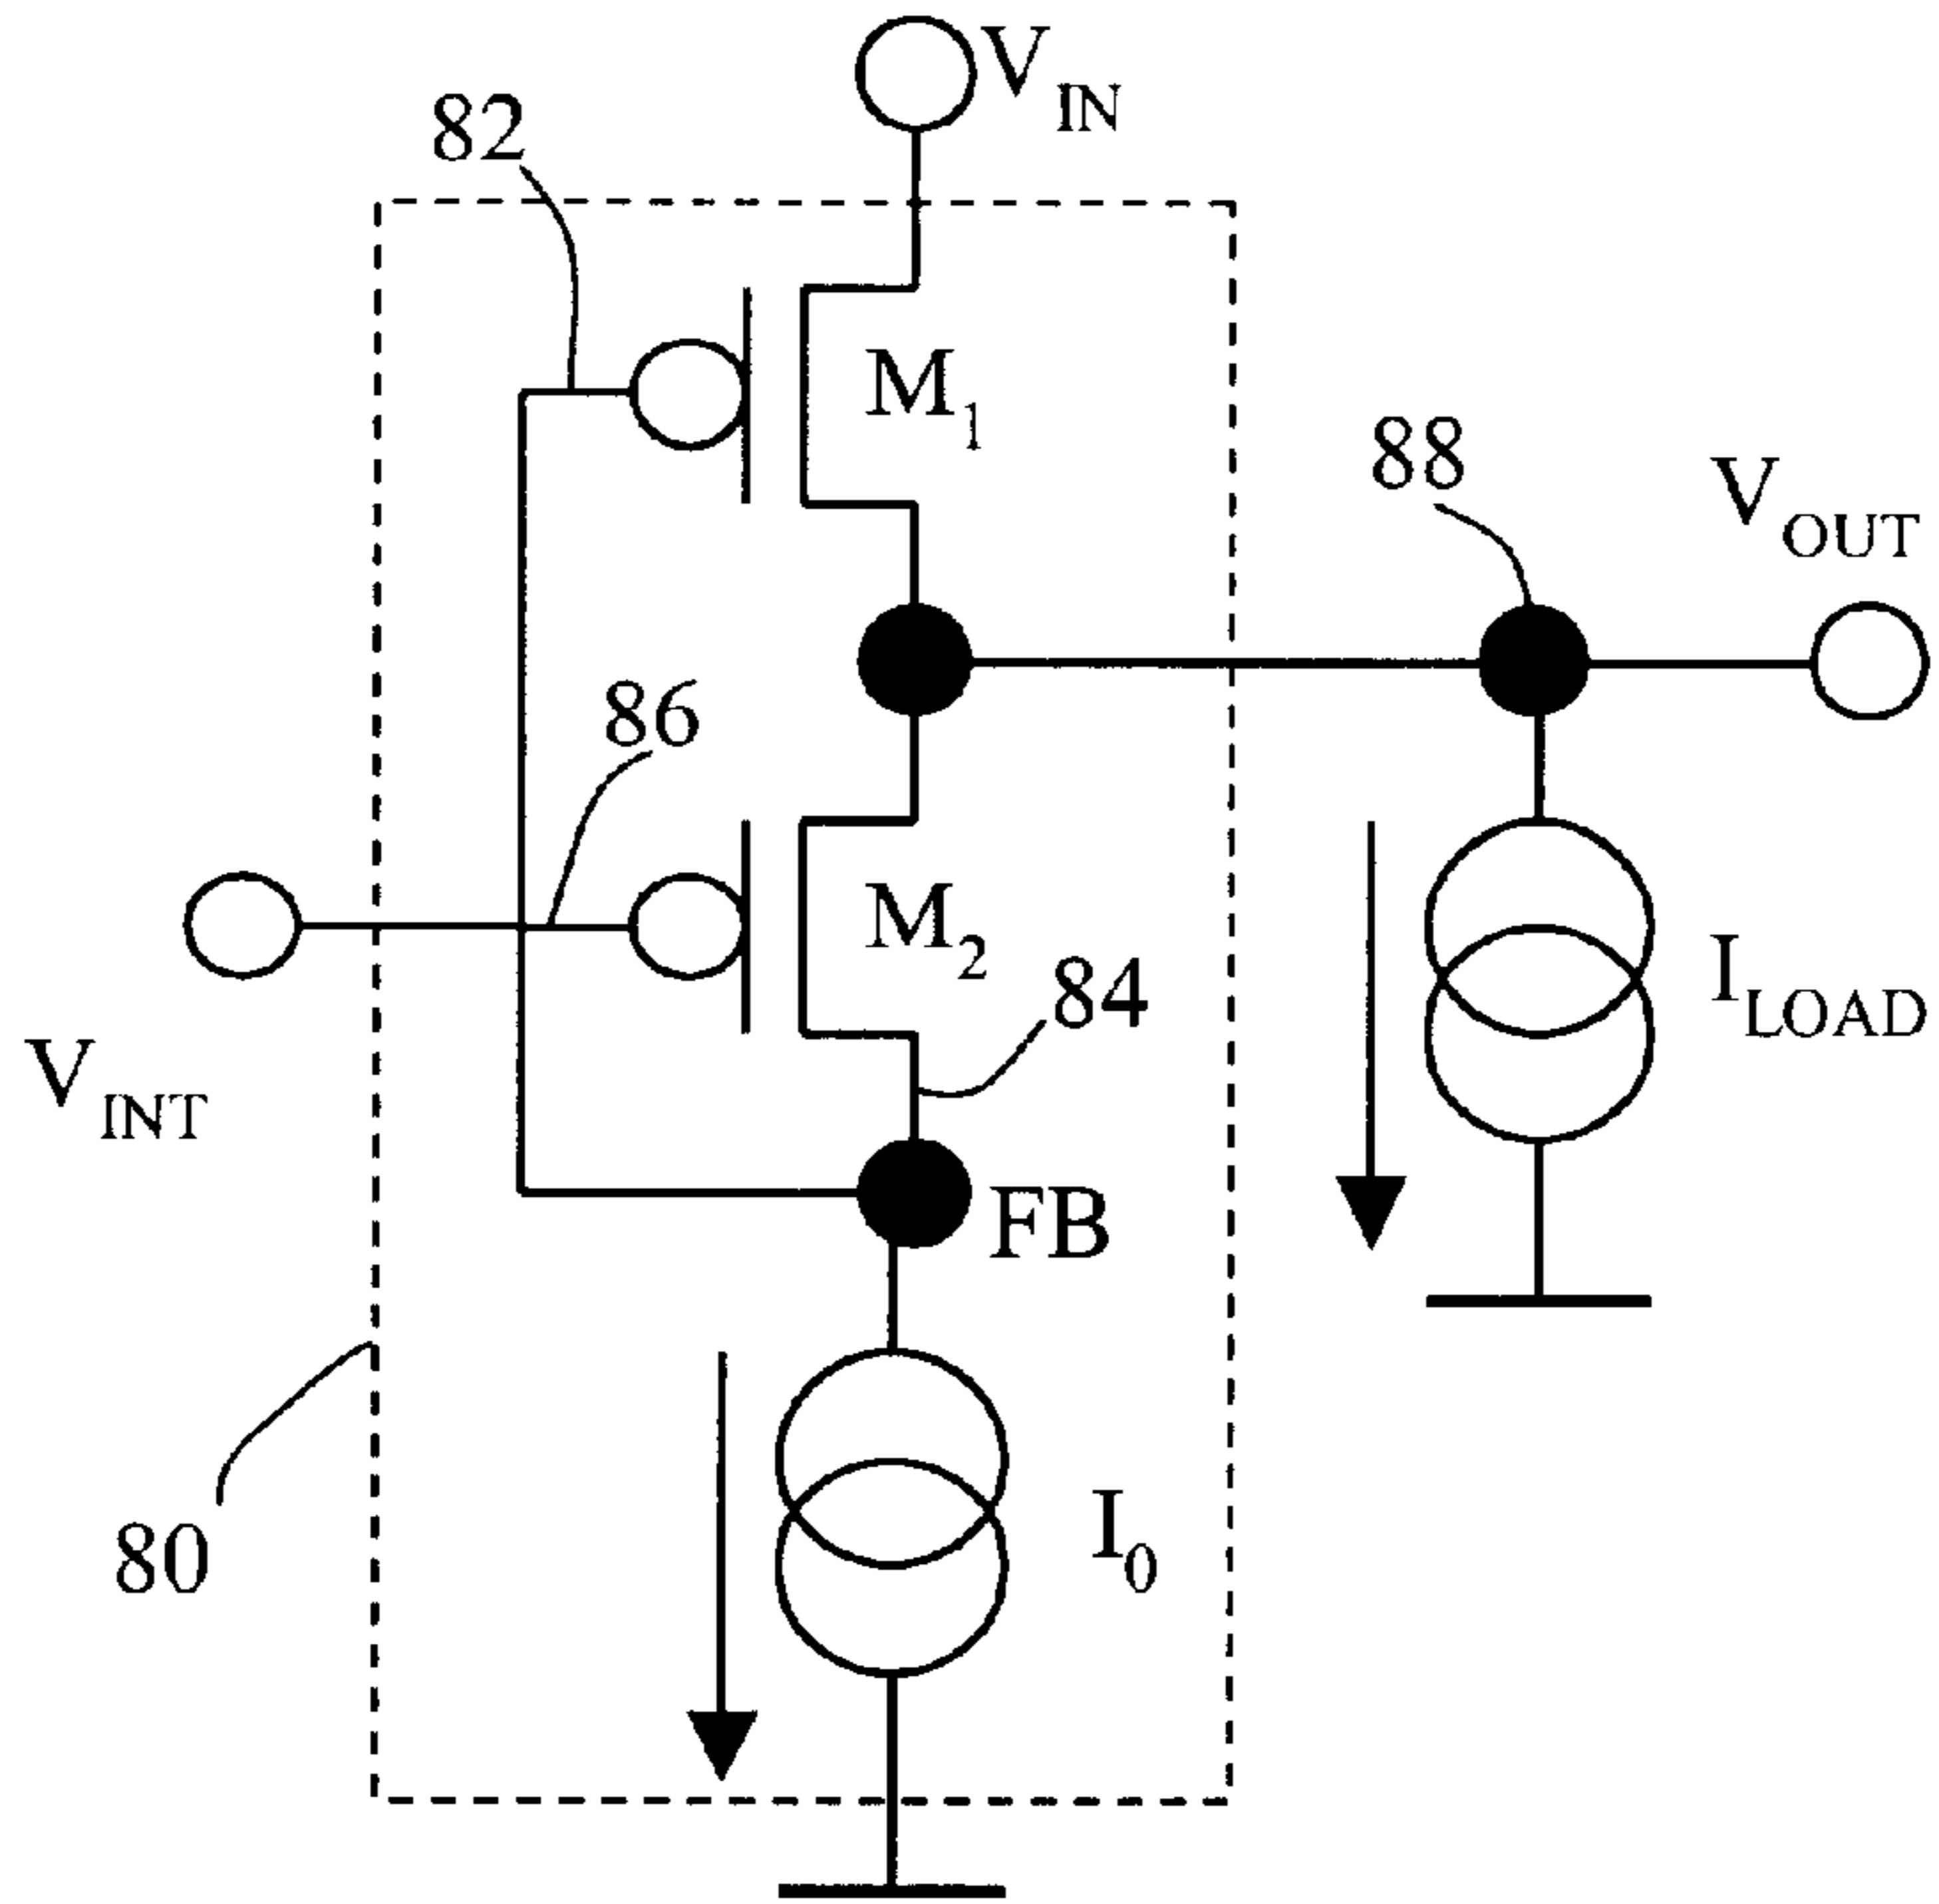 V_IN
82
M_1
88
V_OUT
86
M_2
84
I_LOAD
V_INT
FB
80
I_0